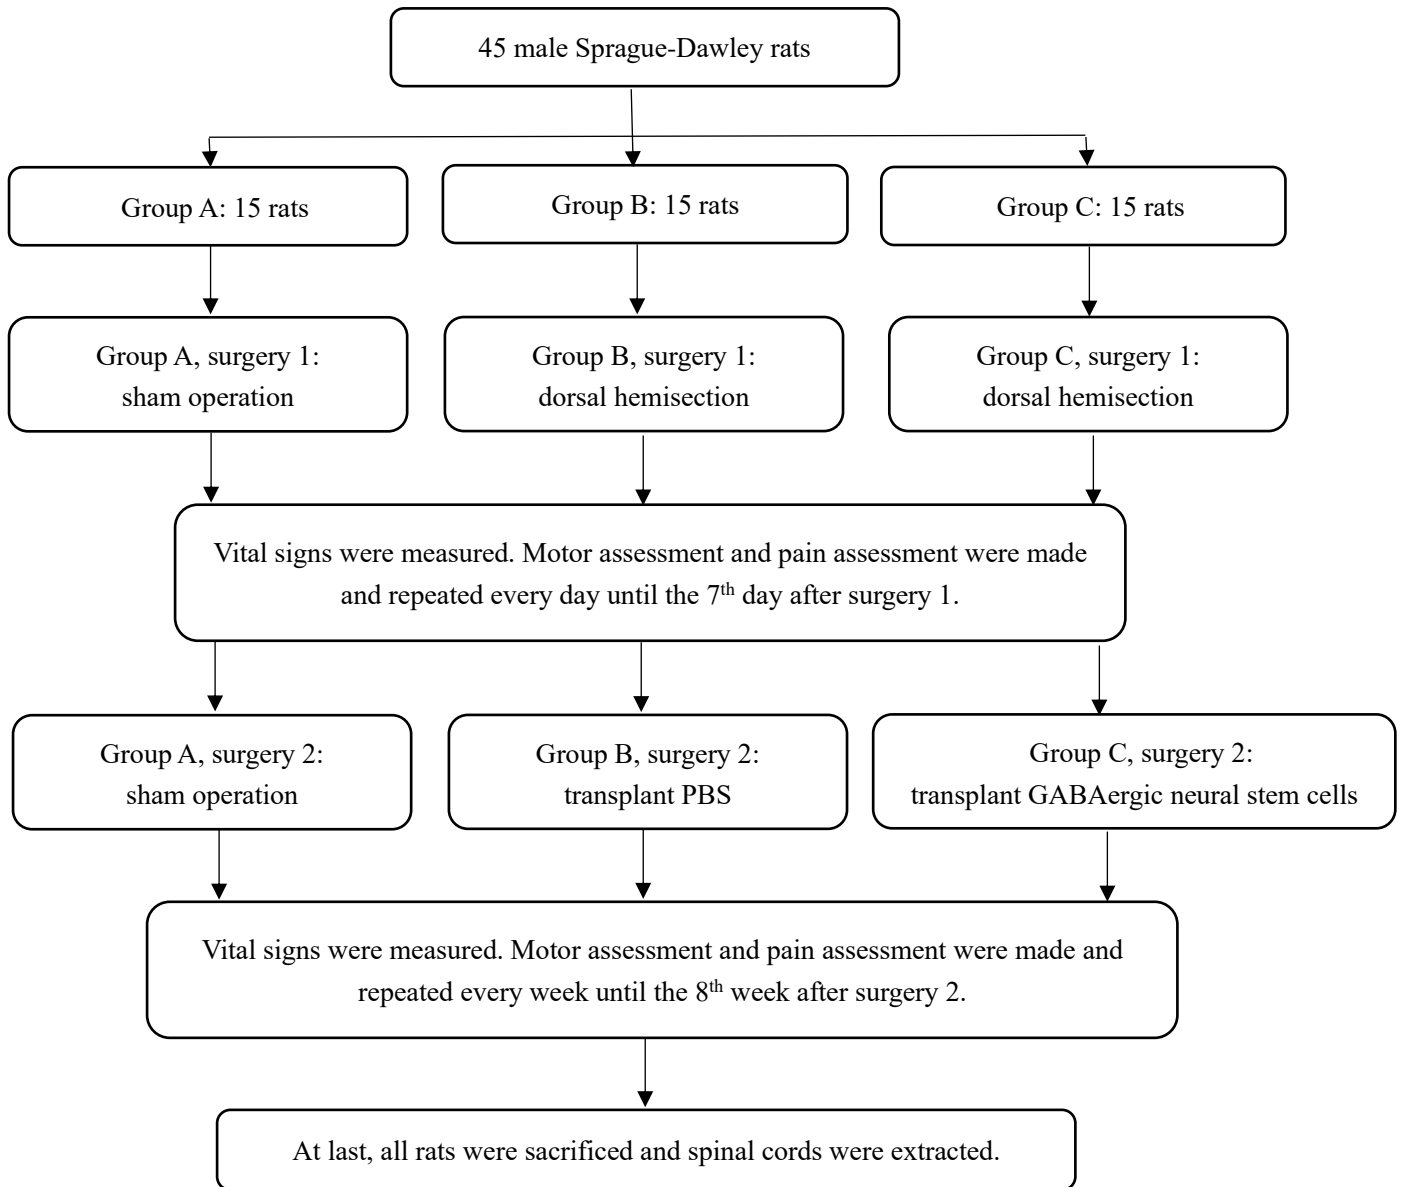 45 male Sprague-Dawley rats
Group A: 15 rats
Group B: 15 rats
Group C: 15 rats
Group A, surgery 1:
sham operation
Group B, surgery 1:
dorsal hemisection
Group C, surgery 1:
dorsal hemisection
Vital signs were measured. Motor assessment and pain assessment were made
and repeated every day until the 7th day after surgery 1.
Group A, surgery 2:
sham operation
Group B, surgery 2:
transplant PBS
Group C, surgery 2:
transplant GABAergic neural stem cells
Vital signs were measured. Motor assessment and pain assessment were made and
repeated every week until the 8th week after surgery 2.
At last, all rats were sacrificed and spinal cords were extracted.